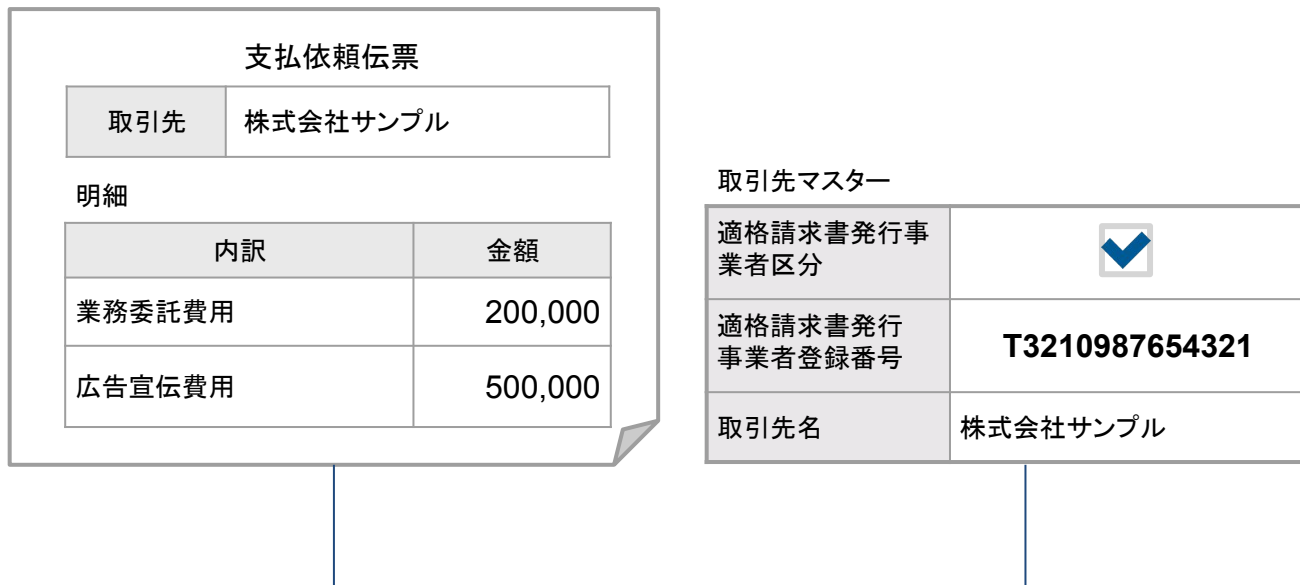 支払依頼伝票
取引先 株式会社サンプル
明細
内訳 金額
業務委託費用 200,000
広告宣伝費用 500,000
取引先マスター
適格請求書発行事
業者区分
適格請求書発行
事業者登録番号 T3210987654321
取引先名 株式会社サンプル